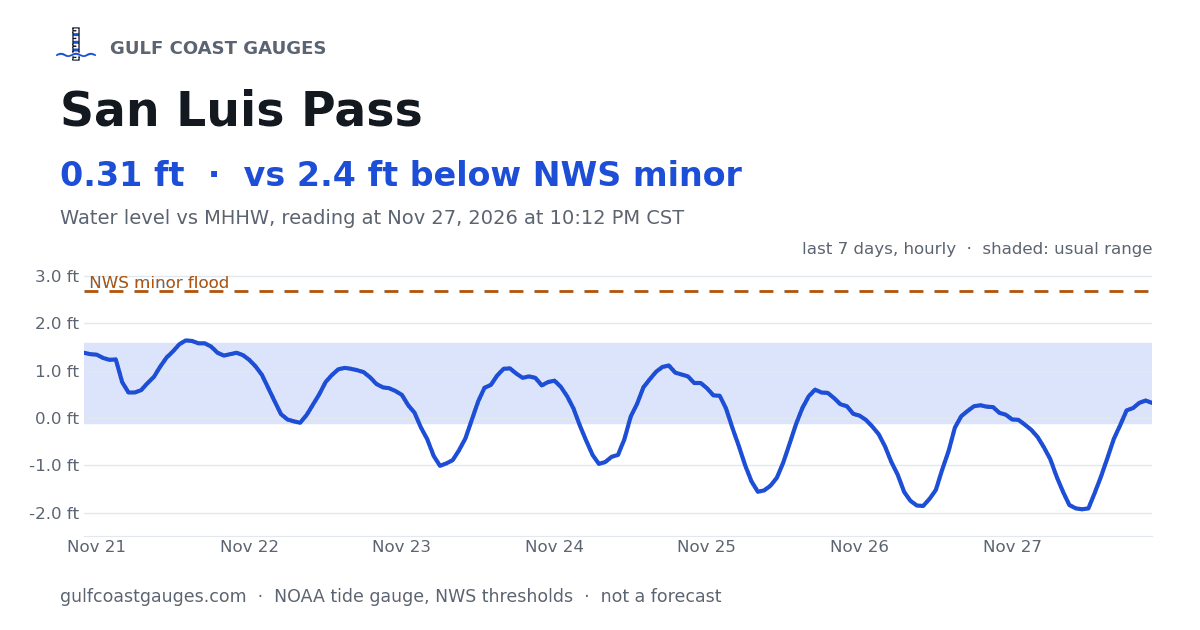 GULF COAST GAUGES
San Luis Pass
0.31 ft · vs 2.4 ft below NWS minor
Water level vs MHHW, reading at Nov 27, 2026 at 10:12 PM CST
last 7 days, hourly · shaded: usual range
3.0 ft
NWS minor flood
2.0 ft
1.0 ft
0.0 ft
-1.0 ft
-2.0 ft
Nov 21 Nov 22 Nov 23 Nov 24 Nov 25 Nov 26 Nov 27
gulfcoastgauges.com · NOAA tide gauge, NWS thresholds · not a forecast